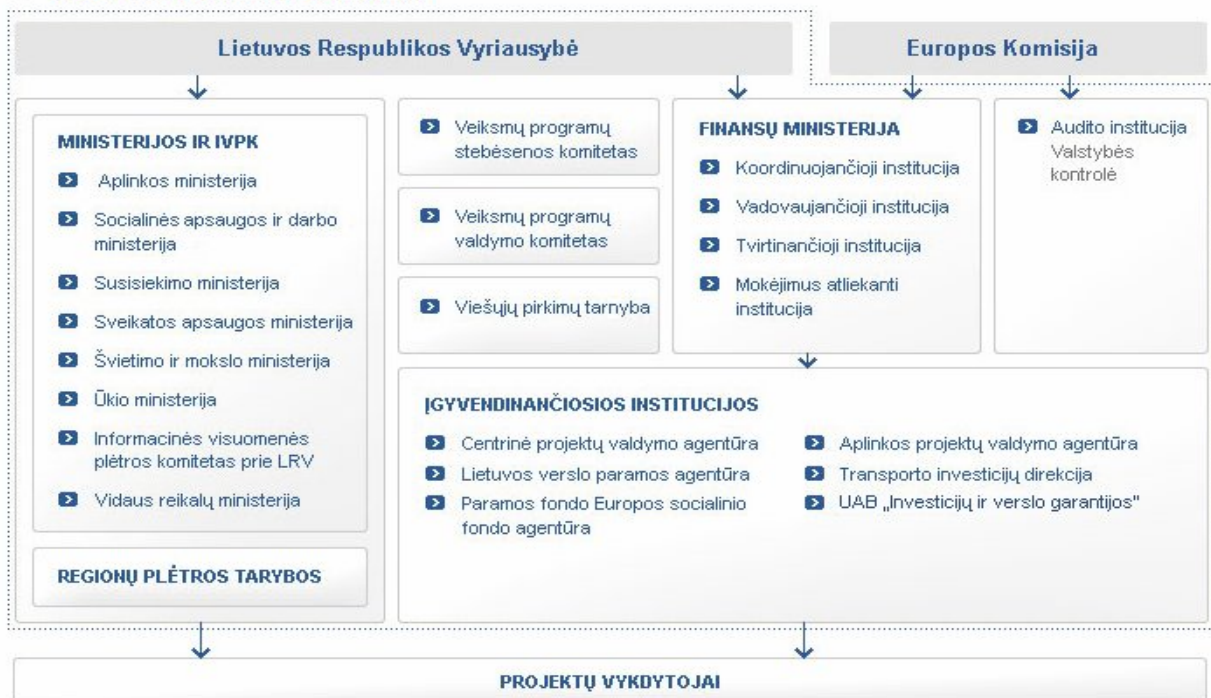 Lietuvos Respublikos Vyriausybė
Europos Komisija
MINISTERIJOS IR IVPK
Aplinkos ministerija
Socialinės apsaugos ir darbo
ministerija
Susisiekimo ministerija
Sveikatos apsaugos ministerija
Švietimo ir mokslo ministerija
Ūkio ministerija
Informacinės visuomenės
plėtros komitetas prie LRV
Vidaus reikalų ministerija
REGIONŲ PLĖTROS TARYBOS
Veiksmų programų
stebėsenos komitetas
Veiksmų programų
valdymo komitetas
Viešųjų pirkimų tarnyba
FINANSŲ MINISTERIJA
Koordinuojančioji institucija
Vadovaujančioji institucija
Tvirtinančioji institucija
Mokėjimus atliekanti
institucija
Audito institucija
Valstybės
kontrolė
ĮGYVENDINANČIOSIOS INSTITUCIJOS
Centrinė projektų valdymo agentūra
Lietuvos verslo paramos agentūra
Paramos fondo Europos socialinio
fondo agentūra
Aplinkos projektų valdymo agentūra
Transporto investicijų direkcija
UAB „Investicijų ir verslo garantijos"
PROJEKTŲ VYKDYTOJAI